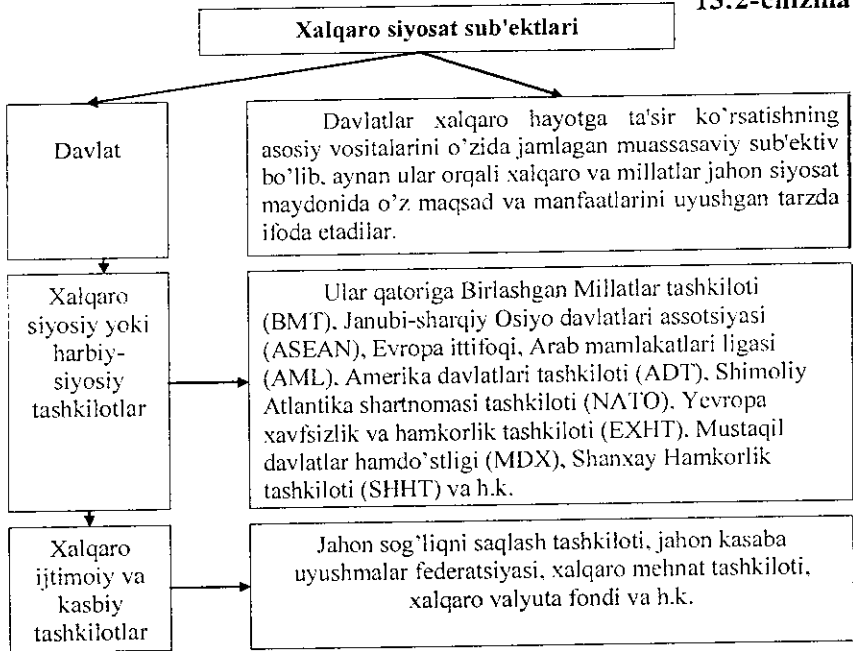 13.2-chizma
Xalqaro siyosat sub'ektlari
Davlat
Davlatlar xalqaro hayotga ta'sir ko'rsatishning
asosiy vositalarini o'zida jamlagan muassasaviy sub'ektiv
bo'lib, aynan ular orqali xalqaro va millatlar jahon siyosat
maydonida o'z maqsad va manfaatlarini uyushgan tarzda
ifoda etadilar.
Xalqaro
siyosiy yoki
harbiy-
siyosiy
tashkilotlar
Ular qatoriga Birlashgan Millatlar tashkiloti
(BMT), Janubi-sharqiy Osiyo davlatlari assotsiyasi
(ASEAN), Evropa ittifoqi, Arab mamlakatlari ligasi
(AML), Amerika davlatlari tashkiloti (ADT), Shimoliy
Atlantika shartnomasi tashkiloti (NATO), Yevropa
xavfsizlik va hamkorlik tashkiloti (EXHT), Mustaqil
davlatlar hamdo'stligi (MDX), Shanxay Hamkorlik
tashkiloti (SHHT) va h.k.
Xalqaro
ijtimoiy va
kasbiy
tashkilotlar
Jahon sog'liqni saqlash tashkiloti, jahon kasaba
uyushmalar federatsiyasi, xalqaro mehnat tashkiloti,
xalqaro valyuta fondi va h.k.